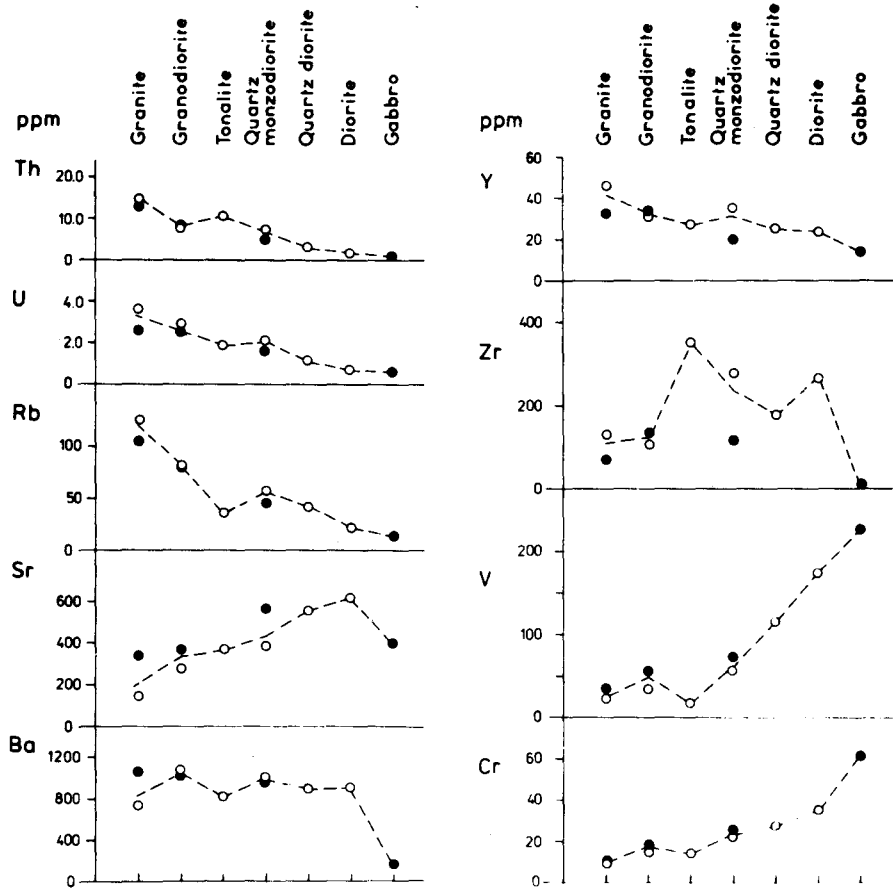 ppm
Granite
Granodiorite
Tonalite
Quartz
monzodiorite
Quartz diorite
Diorite
Gabbro
Th
20.0
10.0
0
U
4.0
2.0
0
Rb
100
50
0
Sr
600
400
200
0
Ba
1200
800
400
0
ppm
Granite
Granodiorite
Tonalite
Quartz
monzodiorite
Quartz diorite
Diorite
Gabbro
Y
60
40
20
0
Zr
400
200
0
V
200
100
0
Cr
60
40
20
0